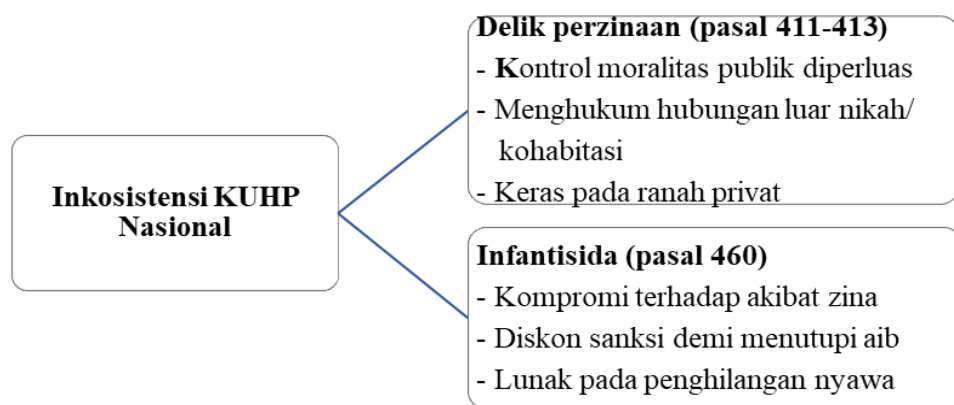 Inkosistensi KUHP
Nasional
Delik perzinaan (pasal 411-413)
- Kontrol moralitas publik diperluas
- Menghukum hubungan luar nikah/
kohabitasi
- Keras pada ranah privat
Infantisida (pasal 460)
- Kompromi terhadap akibat zina
- Diskon sanksi demi menutupi aib
- Lunak pada penghilangan nyawa